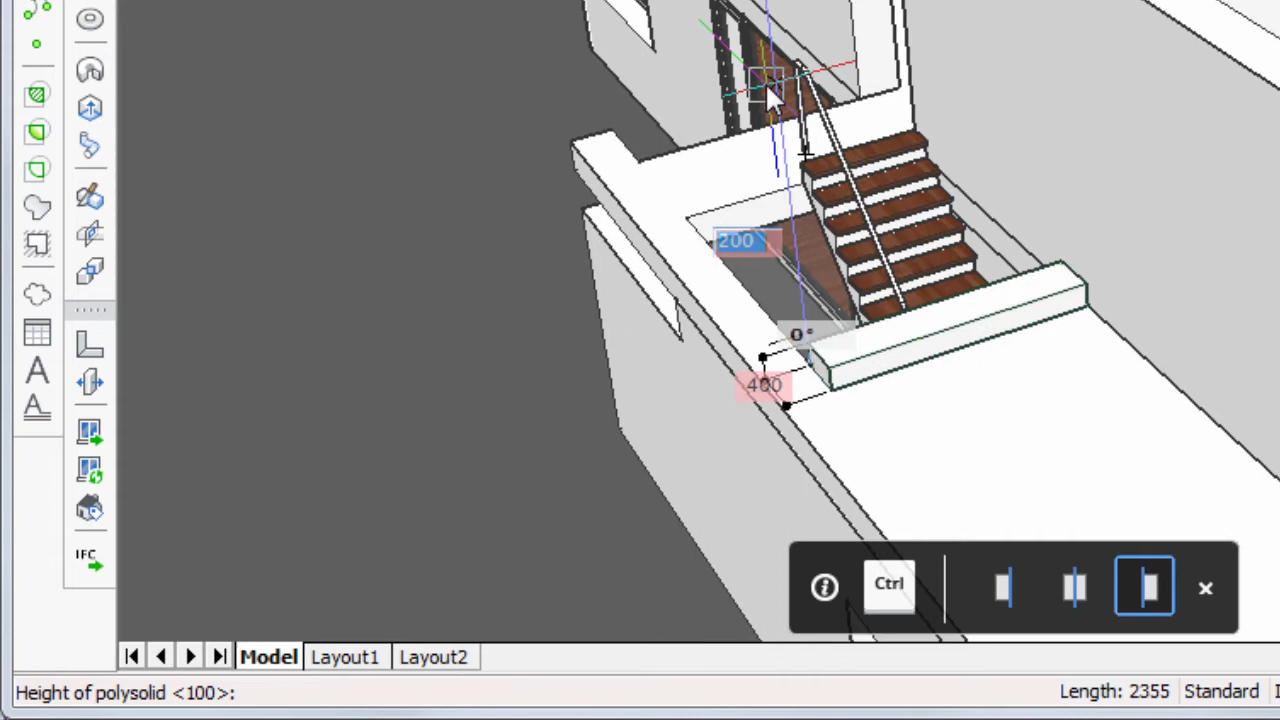 200
0°
400
IFC
Ctrl
Model Layout1 Layout2
Height of polysolid <100>: Length: 2355 Standard